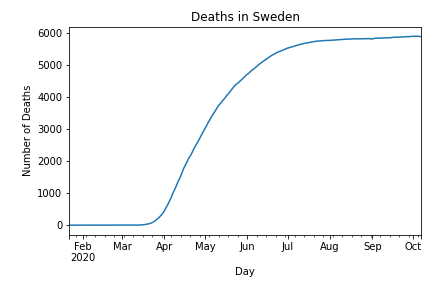 Deaths in Sweden
Number of Deaths
6000
5000
4000
3000
2000
1000
0
Feb Mar Apr May Jun Jul Aug Sep Oct
2020
Day